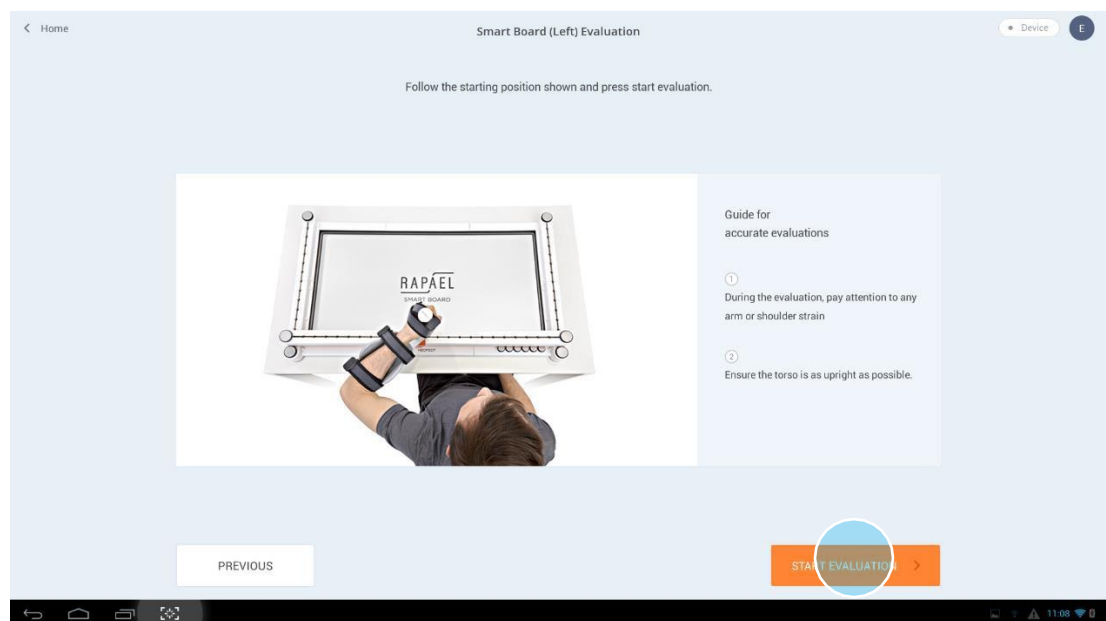 Home
Smart Board (Left) Evaluation
Device
E
Follow the starting position shown and press start evaluation.
RAPAEL
SMART BOARD
Guide for
accurate evaluations
1
During the evaluation, pay attention to any
arm or shoulder strain
2
Ensure the torso is as upright as possible.
PREVIOUS
START EVALUATION
11:08